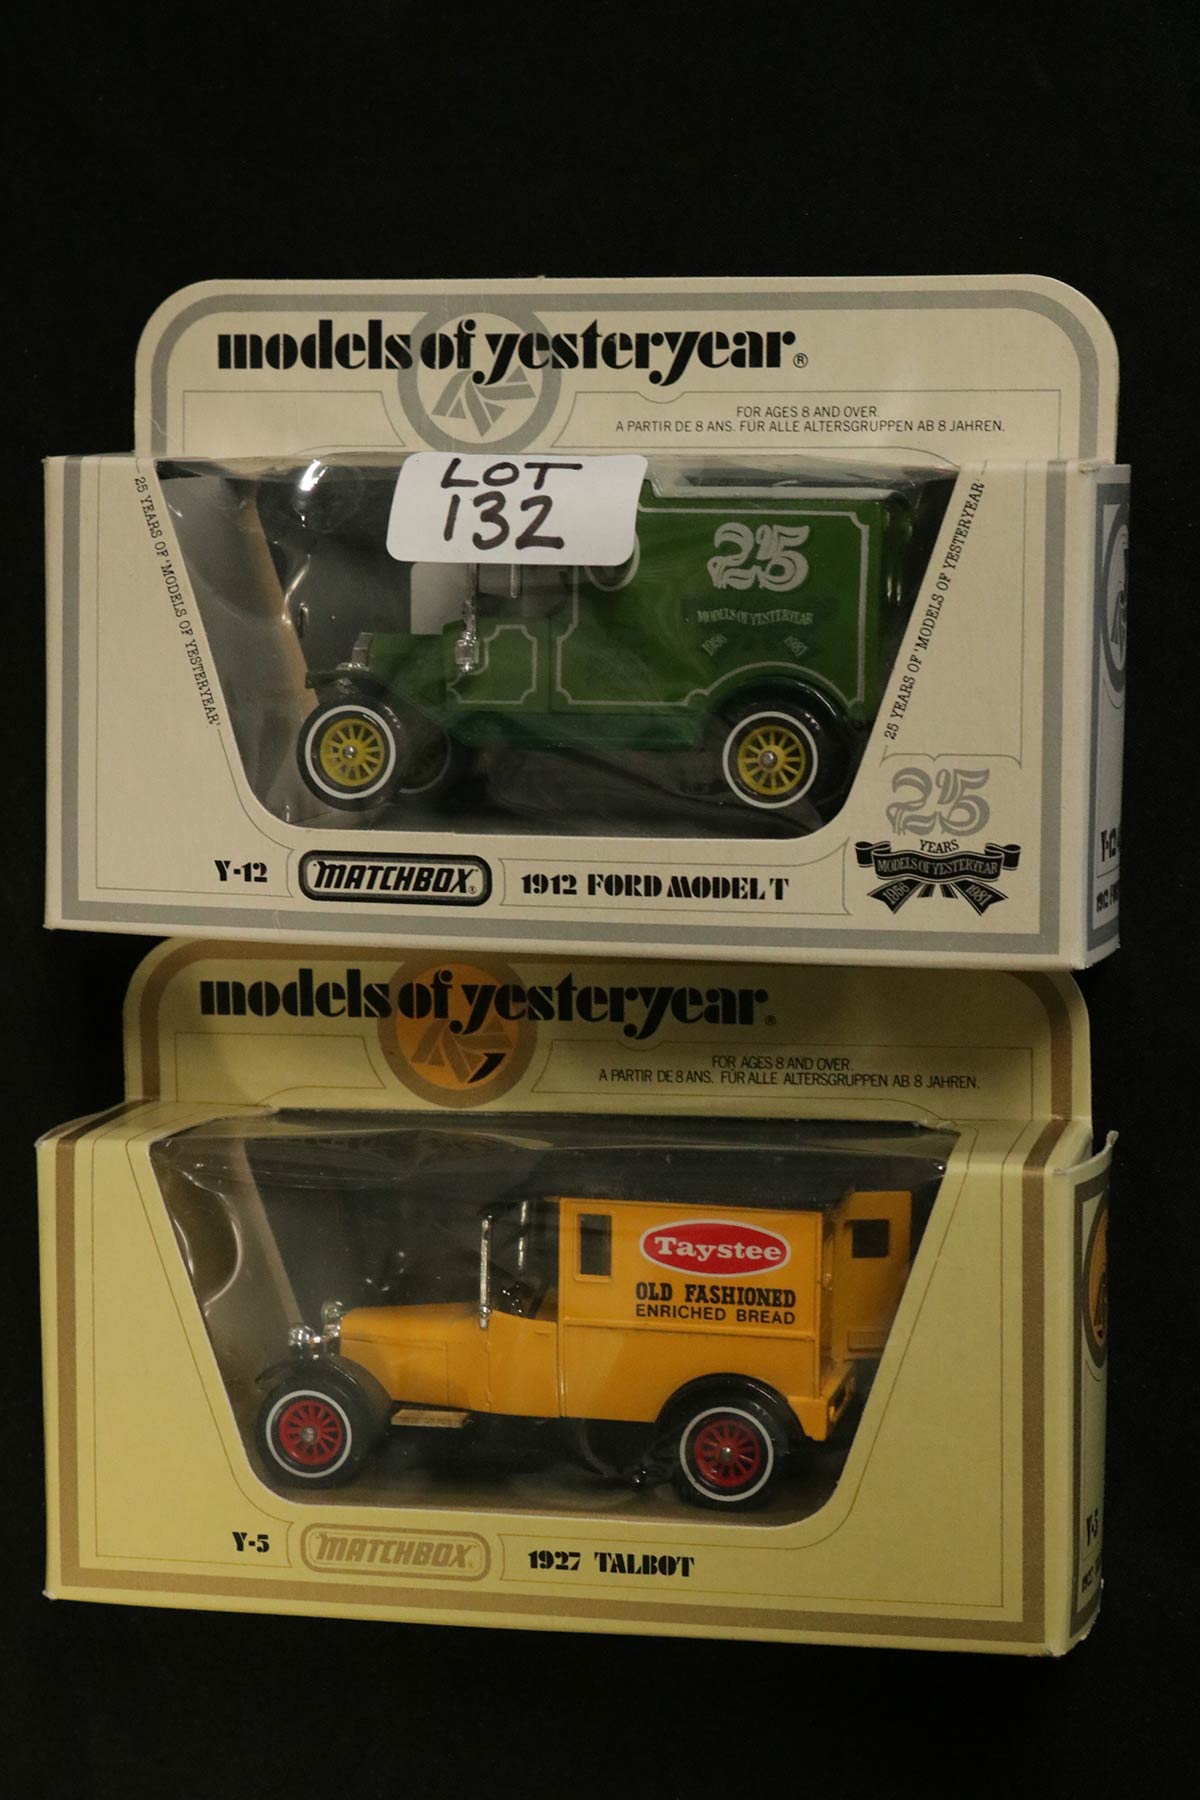 models of yesteryear®
FOR AGES 8 AND OVER.
A PARTIR DE 8 ANS. FÜR ALLE ALTERSGRUPPEN AB 8 JAHREN.
LOT
132
25 YEARS OF 'MODELS OF YESTERYEAR'
25
MODELS OF YESTERYEAR
1956 1981
25 YEARS OF 'MODELS OF YESTERYEAR'
25
YEARS
MODELS OF YESTERYEAR
1956 1981
Y-12
MATCHBOX®
1912 FORD MODEL T
Y-12
models of yesteryear®
FOR AGES 8 AND OVER.
A PARTIR DE 8 ANS. FÜR ALLE ALTERSGRUPPEN AB 8 JAHREN.
Taystee
OLD FASHIONED
ENRICHED BREAD
Y-5
MATCHBOX®
1927 TALBOT
Y-5